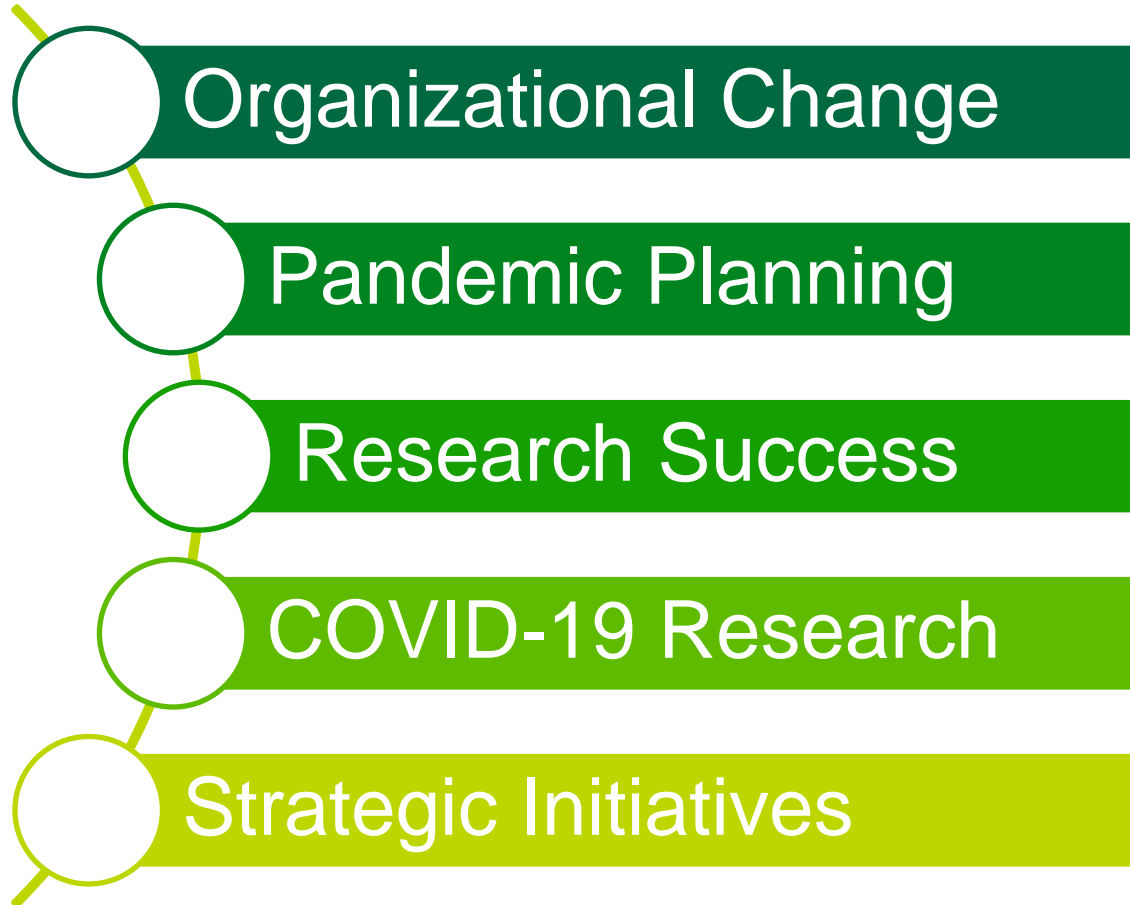 Organizational Change
Pandemic Planning
Research Success
COVID-19 Research
Strategic Initiatives